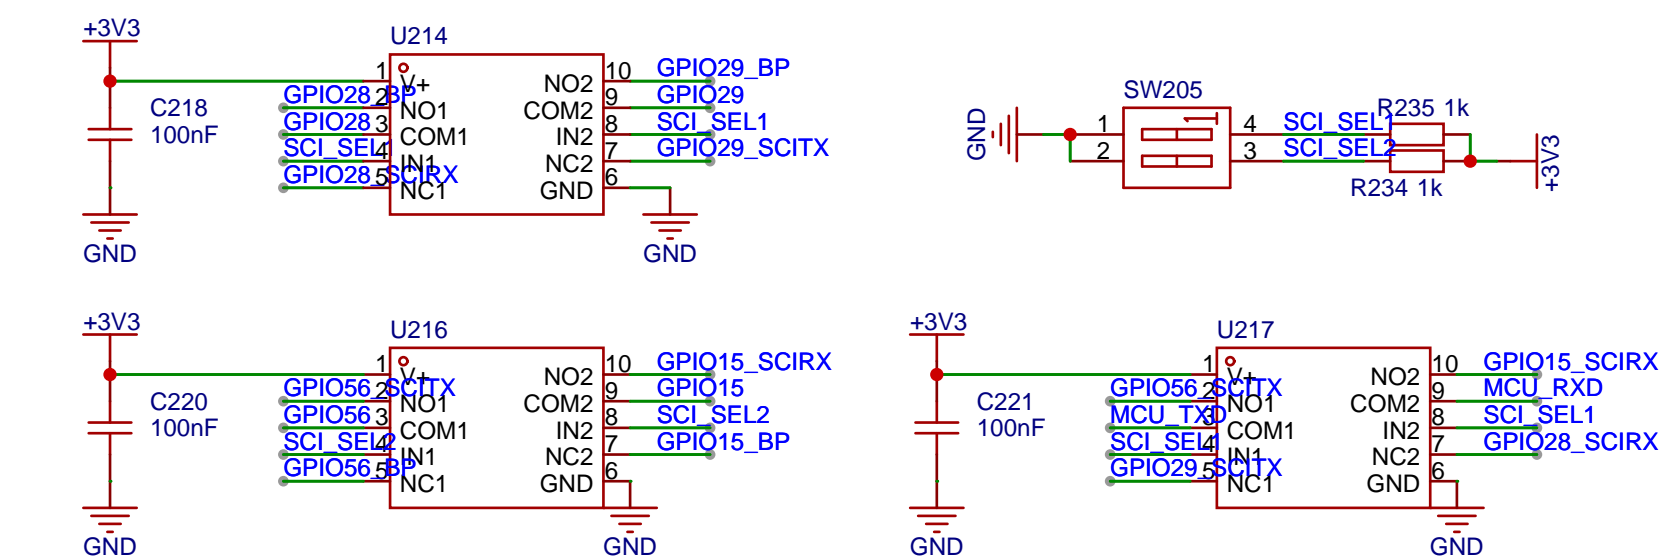 +3V3
C218
100nF
GND
U214
1 V+
GPIO28_BP 2 NO1
GPIO28 3 COM1
SCI_SEL1 4 IN1
GPIO28_SCIRX 5 NC1
NO2 10 GPIO29_BP
COM2 9 GPIO29
IN2 8 SCI_SEL1
NC2 7 GPIO29_SCITX
GND 6
GND
SW205
GND
1
2
1
4 SCI_SEL1 R235 1k
3 SCI_SEL2
R234 1k
+3V3
+3V3
C220
100nF
GND
U216
1 V+
GPIO56_SCITX 2 NO1
GPIO56 3 COM1
SCI_SEL2 4 IN1
GPIO56_BP 5 NC1
NO2 10 GPIO15_SCIRX
COM2 9 GPIO15
IN2 8 SCI_SEL2
NC2 7 GPIO15_BP
GND 6
GND
+3V3
C221
100nF
GND
U217
1 V+
GPIO56_SCITX 2 NO1
MCU_TXD 3 COM1
SCI_SEL1 4 IN1
GPIO29_SCITX 5 NC1
NO2 10 GPIO15_SCIRX
COM2 9 MCU_RXD
IN2 8 SCI_SEL1
NC2 7 GPIO28_SCIRX
GND 6
GND